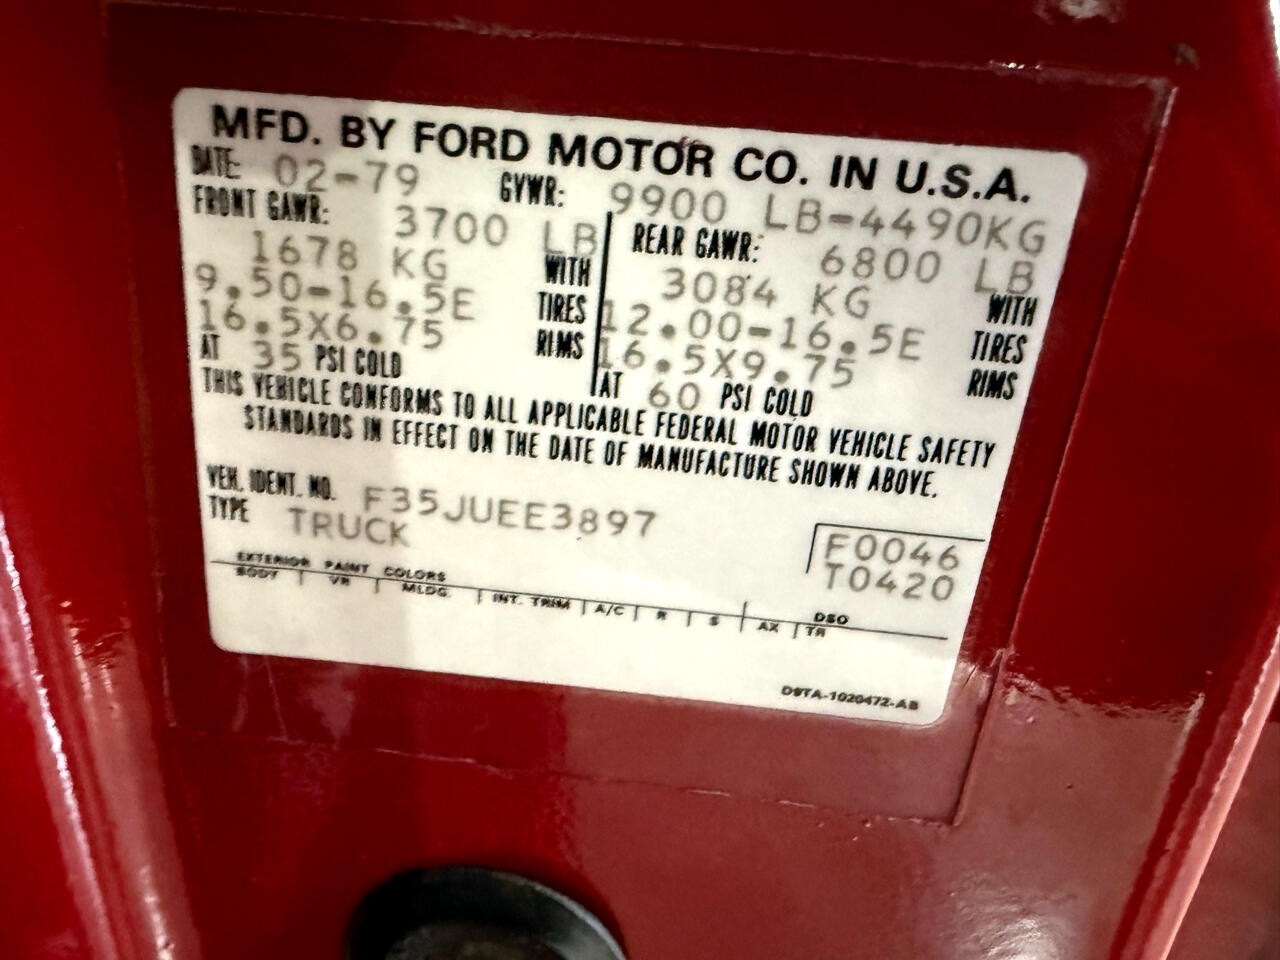 MFD. BY FORD MOTOR CO. IN U.S.A.
DATE: 02-79 GVWR: 9900 LB-4490KG
FRONT GAWR: 3700 LB REAR GAWR: 6800 LB
1678 KG WITH 3084 KG WITH
9.50-16.5E TIRES 12.00-16.5E TIRES
16.5X6.75 RIMS 16.5X9.75 RIMS
AT 35 PSI COLD AT 60 PSI COLD
THIS VEHICLE CONFORMS TO ALL APPLICABLE FEDERAL MOTOR VEHICLE SAFETY
STANDARDS IN EFFECT ON THE DATE OF MANUFACTURE SHOWN ABOVE.
VEH. IDENT. NO. F35JUEE3897
TYPE TRUCK
F0046
T0420
EXTERIOR PAINT COLORS DSO
BODY VR MLDG. INT. TRIM A/C R S AX TR
D9TA-1020472-AB